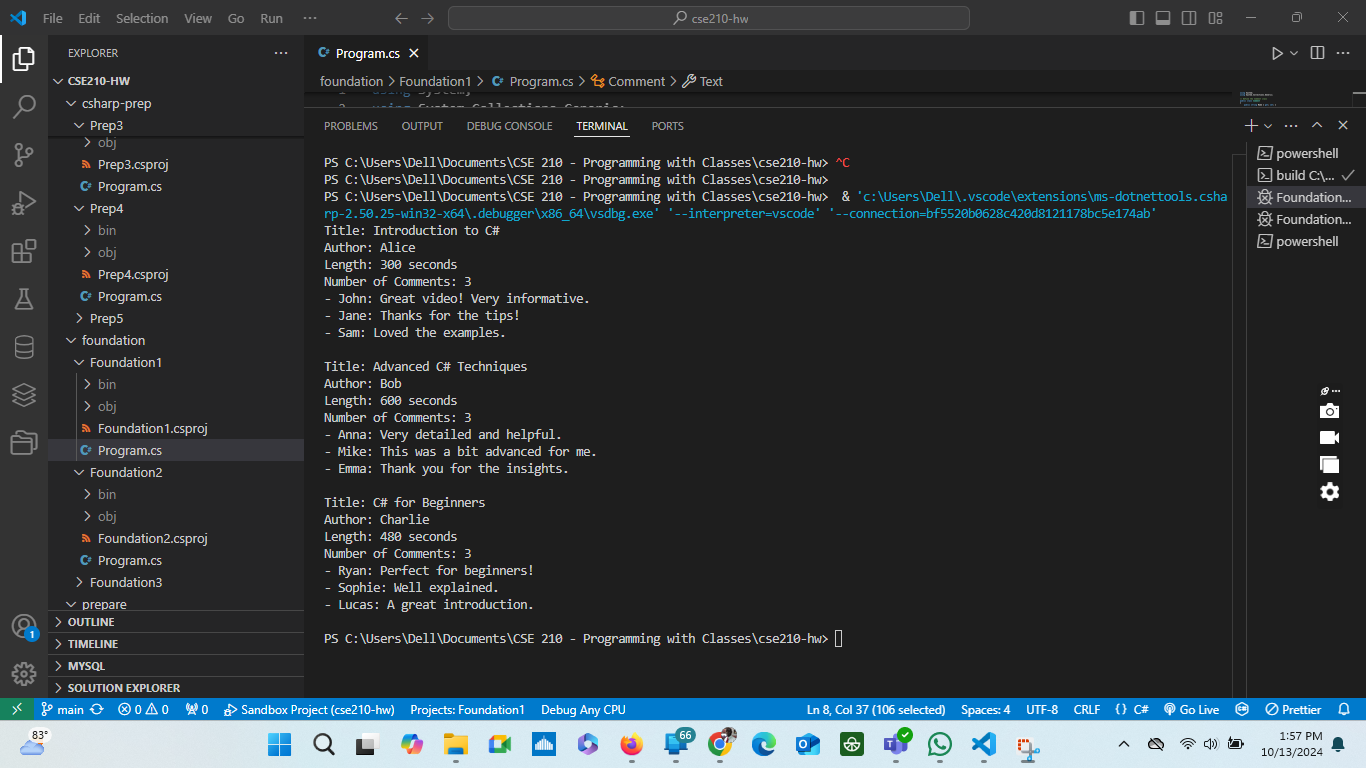 File Edit Selection View Go Run ··· cse210-hw
EXPLORER ···
CSE210-HW
csharp-prep
Prep3
obj
Prep3.csproj
Program.cs
Prep4
bin
obj
Prep4.csproj
Program.cs
Prep5
foundation
Foundation1
bin
obj
Foundation1.csproj
Program.cs
Foundation2
bin
obj
Foundation2.csproj
Program.cs
Foundation3
prepare
OUTLINE
TIMELINE
MYSQL
SOLUTION EXPLORER
1
C# Program.cs
foundation > Foundation1 > C# Program.cs > Comment > Text
1 using System;
2 using System.Collections.Generic;
PROBLEMS OUTPUT DEBUG CONSOLE TERMINAL PORTS
PS C:\Users\Dell\Documents\CSE 210 - Programming with Classes\cse210-hw> ^C
PS C:\Users\Dell\Documents\CSE 210 - Programming with Classes\cse210-hw>
PS C:\Users\Dell\Documents\CSE 210 - Programming with Classes\cse210-hw>  & 'c:\Users\Dell\.vscode\extensions\ms-dotnettools.csha
rp-2.50.25-win32-x64\.debugger\x86_64\vsdbg.exe' '--interpreter=vscode' '--connection=bf5520b0628c420d8121178bc5e174ab'
Title: Introduction to C#
Author: Alice
Length: 300 seconds
Number of Comments: 3
- John: Great video! Very informative.
- Jane: Thanks for the tips!
- Sam: Loved the examples.
Title: Advanced C# Techniques
Author: Bob
Length: 600 seconds
Number of Comments: 3
- Anna: Very detailed and helpful.
- Mike: This was a bit advanced for me.
- Emma: Thank you for the insights.
Title: C# for Beginners
Author: Charlie
Length: 480 seconds
Number of Comments: 3
- Ryan: Perfect for beginners!
- Sophie: Well explained.
- Lucas: A great introduction.
PS C:\Users\Dell\Documents\CSE 210 - Programming with Classes\cse210-hw>
powershell
build C:\...
Foundation...
Foundation...
powershell
main 0 0 0 Sandbox Project (cse210-hw) Projects: Foundation1 Debug Any CPU Ln 8, Col 37 (106 selected) Spaces: 4 UTF-8 CRLF {} C# Go Live Prettier
83° 66 1:57 PM
10/13/2024